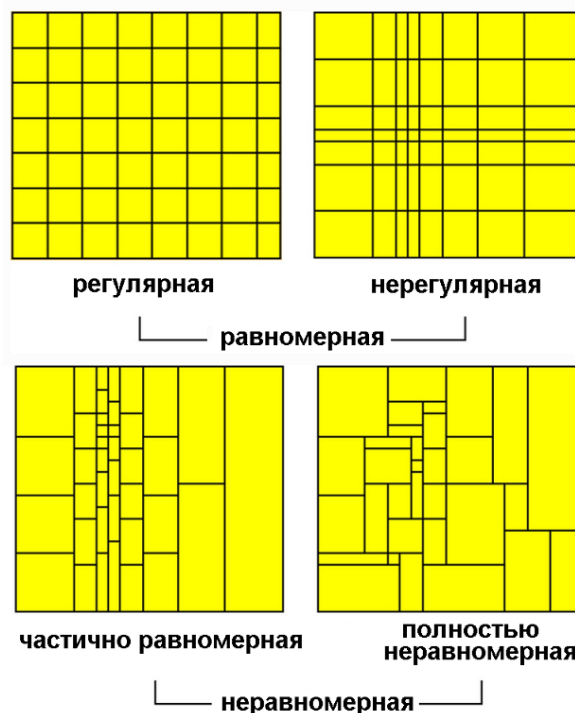 регулярная
нерегулярная
равномерная
частично равномерная
полностью
неравномерная
неравномерная